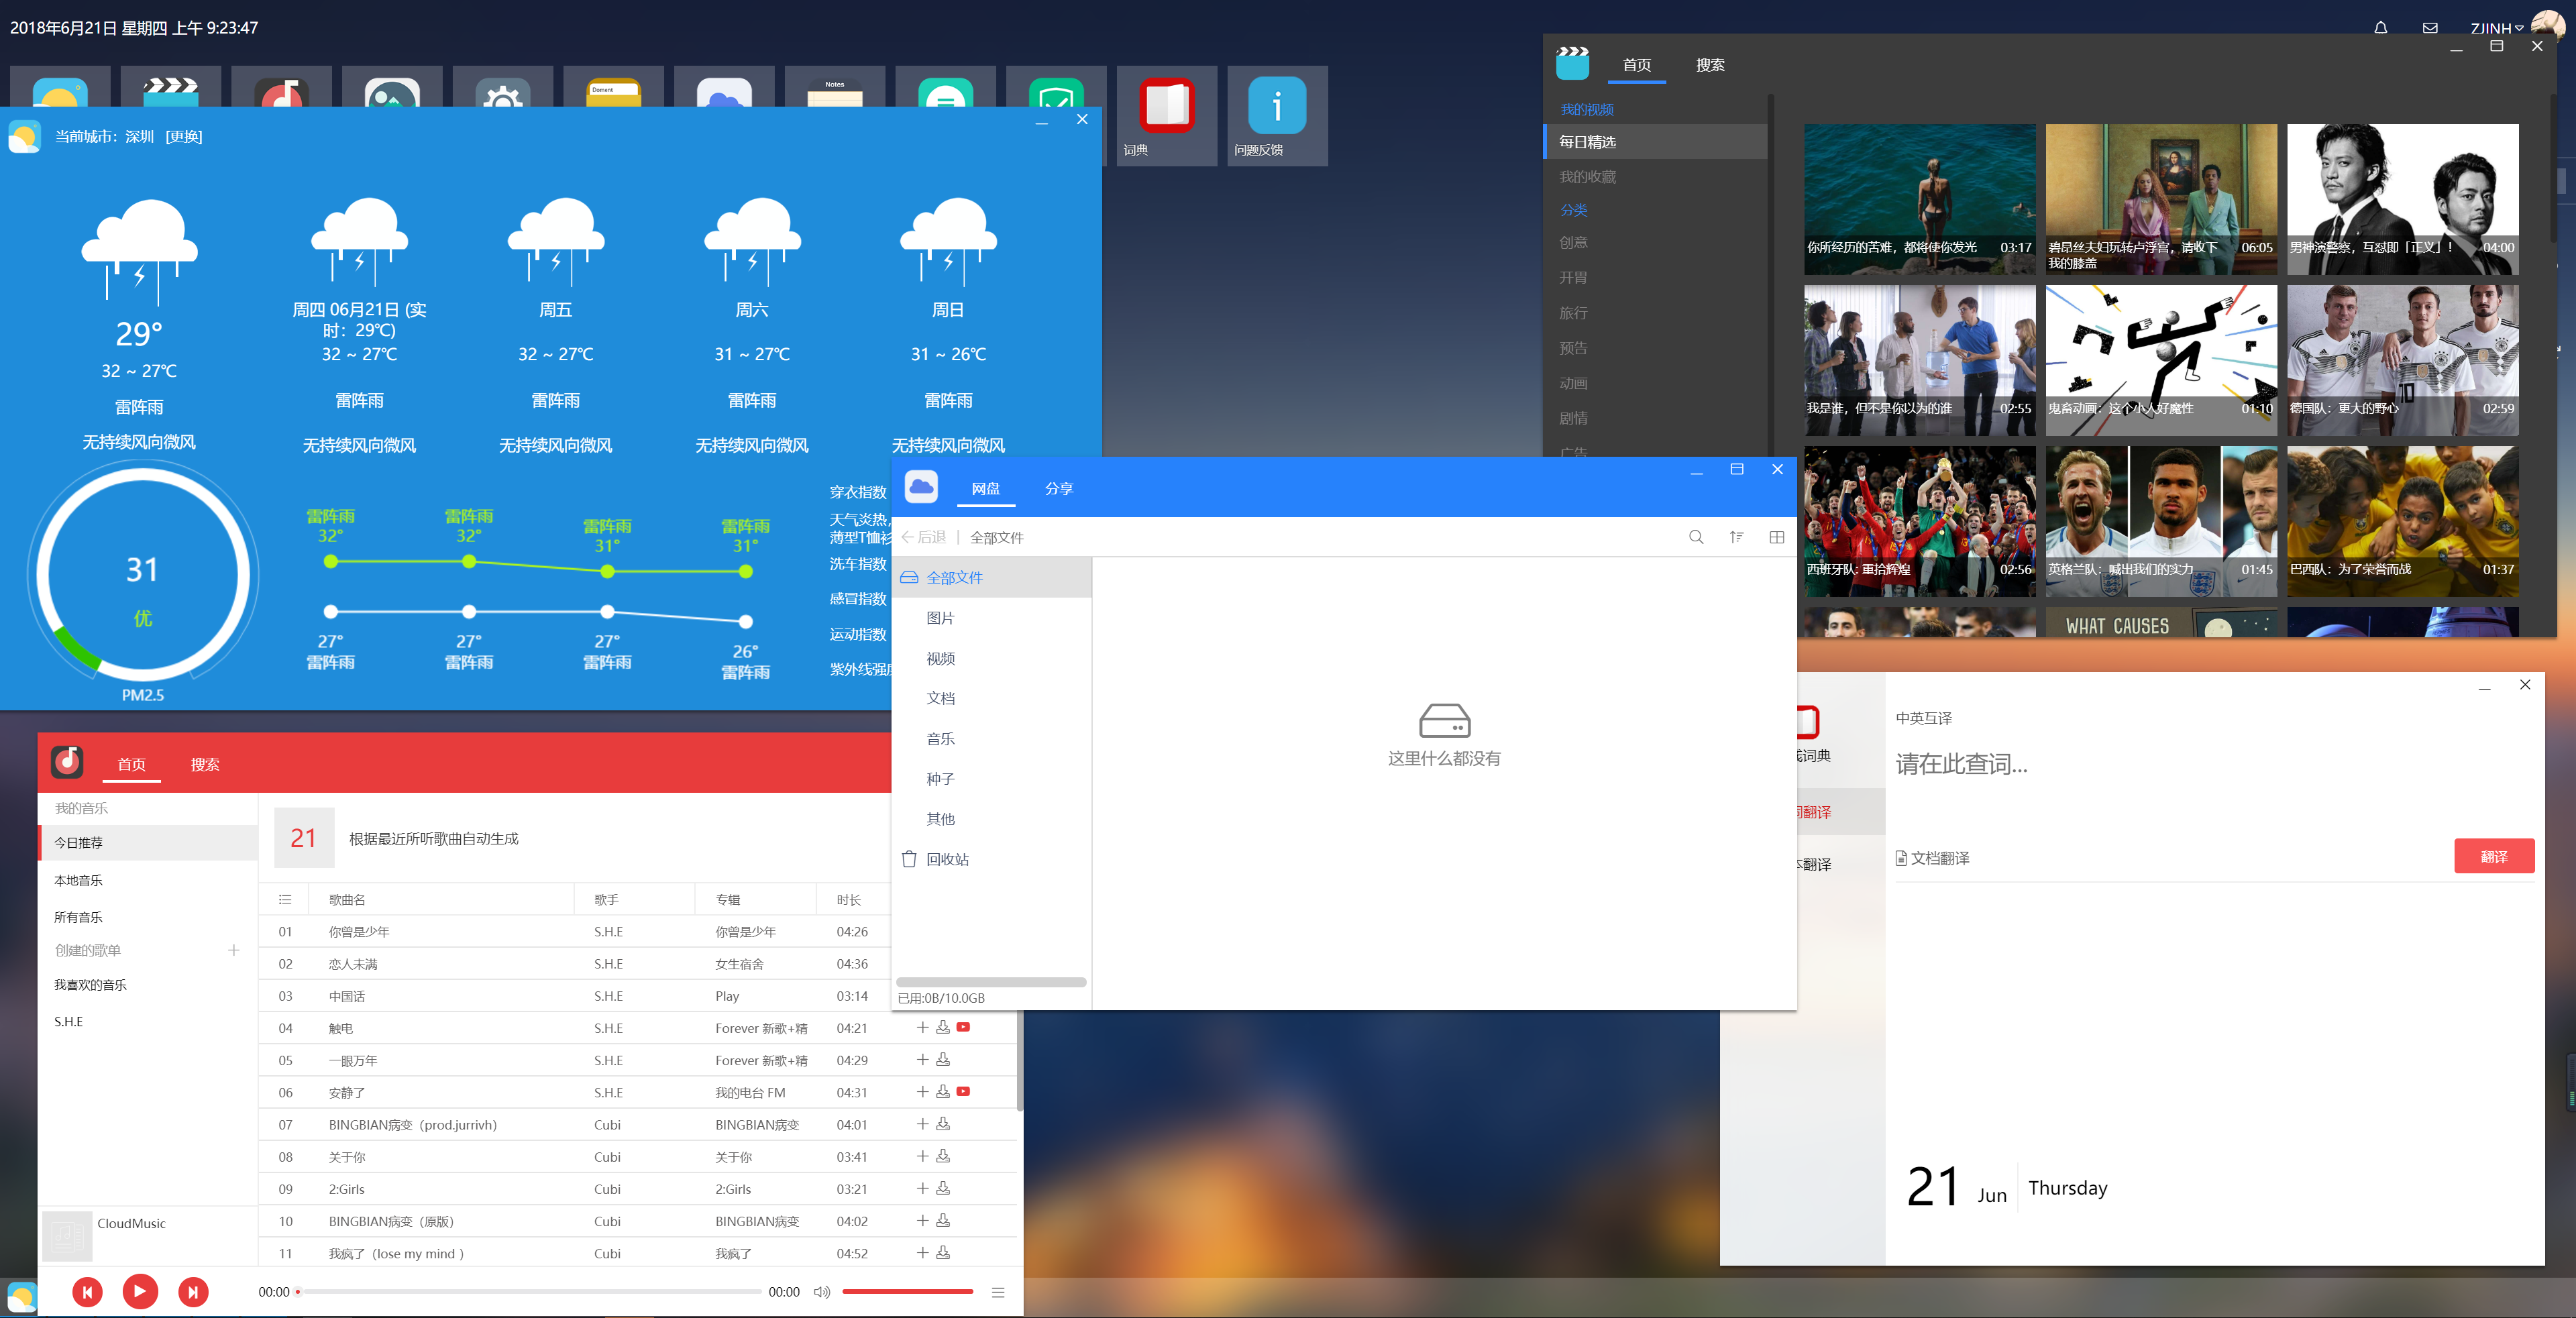 2018年6月21日 星期四 上午 9:23:47
ZJINH
Doment
Notes
词典
问题反馈
当前城市：深圳 [更换]
29°
32 ~ 27℃
雷阵雨
无持续风向微风
周四 06月21日 (实
时：29℃)
32 ~ 27℃
雷阵雨
无持续风向微风
周五
32 ~ 27℃
雷阵雨
无持续风向微风
周六
31 ~ 27℃
雷阵雨
无持续风向微风
周日
31 ~ 26℃
雷阵雨
无持续风向微风
31
优
PM2.5
雷阵雨 雷阵雨 雷阵雨 雷阵雨
32° 32° 31° 31°
27° 27° 27° 26°
雷阵雨 雷阵雨 雷阵雨 雷阵雨
穿衣指数
天气炎热,
薄型T恤衫
洗车指数
感冒指数
运动指数
紫外线强
首页 搜索
我的视频
每日精选
我的收藏
分类
创意
开胃
旅行
预告
动画
剧情
广告
你所经历的苦难，都将使你发光 03:17
碧昂丝夫妇玩转卢浮宫，请收下
我的膝盖
06:05
男神演警察，互怼即「正义」！ 04:00
我是谁，但不是你以为的谁 02:55
鬼畜动画：这个小人好魔性 01:10
10
德国队：更大的野心 02:59
西班牙队：重拾辉煌 02:56
英格兰队：喊出我们的实力 01:45
巴西队：为了荣誉而战 01:37
WHAT CAUSES
网盘 分享
后退 全部文件
全部文件
图片
视频
文档
音乐
种子
其他
回收站
已用:0B/10.0GB
这里什么都没有
首页 搜索
我的音乐
今日推荐
本地音乐
所有音乐
创建的歌单
我喜欢的音乐
S.H.E
21
根据最近所听歌曲自动生成
歌曲名 歌手 专辑 时长
01 你曾是少年 S.H.E 你曾是少年 04:26
02 恋人未满 S.H.E 女生宿舍 04:36
03 中国话 S.H.E Play 03:14
04 触电 S.H.E Forever 新歌+精 04:21
05 一眼万年 S.H.E Forever 新歌+精 04:29
06 安静了 S.H.E 我的电台 FM 04:31
07 BINGBIAN病变（prod.jurrivh） Cubi BINGBIAN病变 04:01
08 关于你 Cubi 关于你 03:41
09 2:Girls Cubi 2:Girls 03:21
10 BINGBIAN病变（原版） Cubi BINGBIAN病变 04:02
11 我疯了（lose my mind ） Cubi 我疯了 04:52
CloudMusic
00:00 00:00
词典
翻译
翻译
中英互译
请在此查词...
文档翻译
翻译
21 Jun Thursday